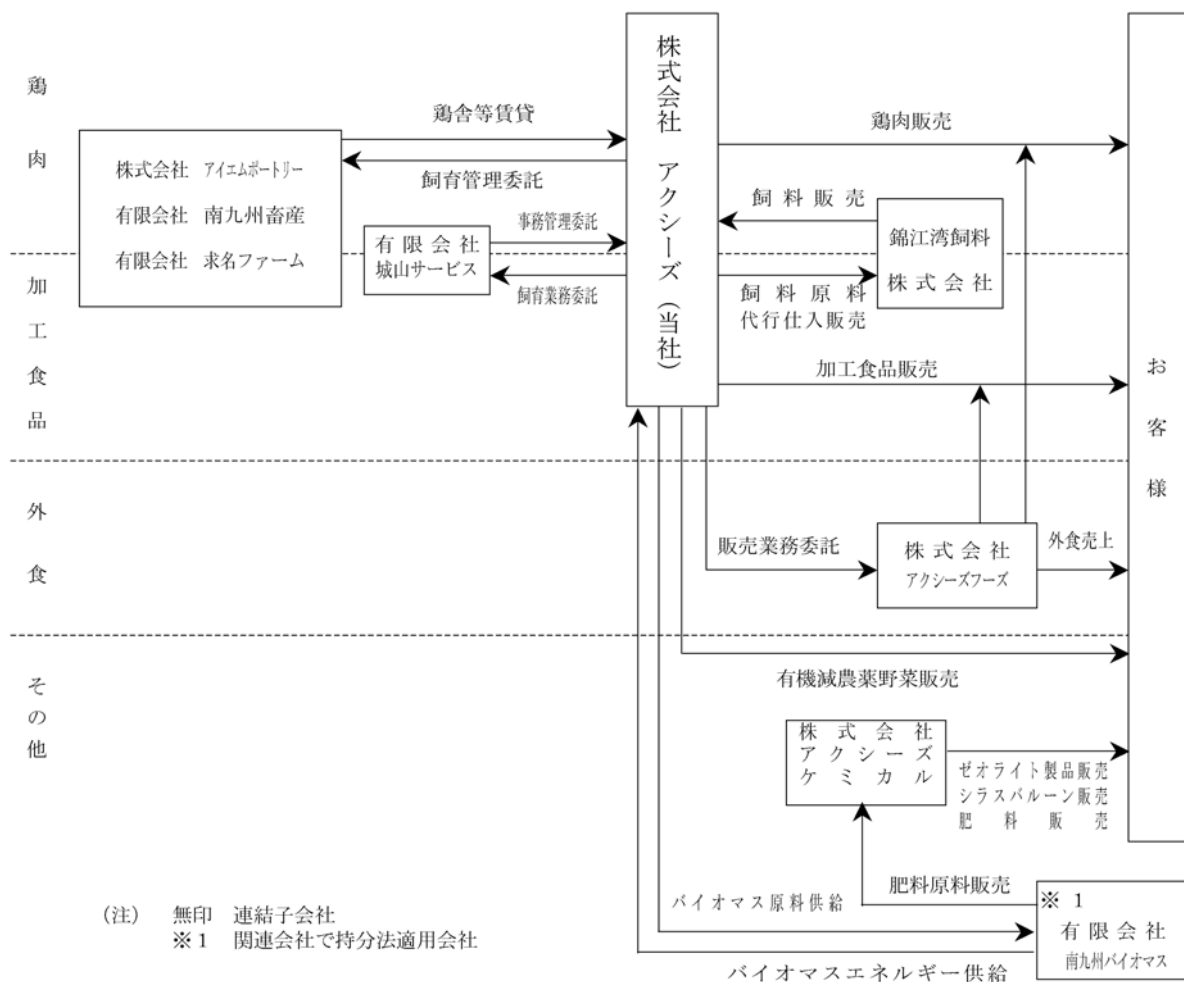 鶏肉
加工食品
外食
その他
株式会社 アイエムポートリー
有限会社 南九州畜産
有限会社 求名ファーム
鶏舎等賃貸
飼育管理委託
有限会社
城山サービス
事務管理委託
飼育業務委託
株式会社 アクシーズ(当社)
鶏肉販売
飼料販売
錦江湾飼料
株式会社
飼料原料
代行仕入販売
加工食品販売
販売業務委託
株式会社
アクシーズフーズ
外食売上
お客様
有機減農薬野菜販売
株式会社
アクシーズ
ケミカル
ゼオライト製品販売
シラスバルーン販売
肥料販売
肥料原料販売
バイオマス原料供給
※1
有限会社
南九州バイオマス
バイオマスエネルギー供給
(注) 無印 連結子会社
※1 関連会社で持分法適用会社